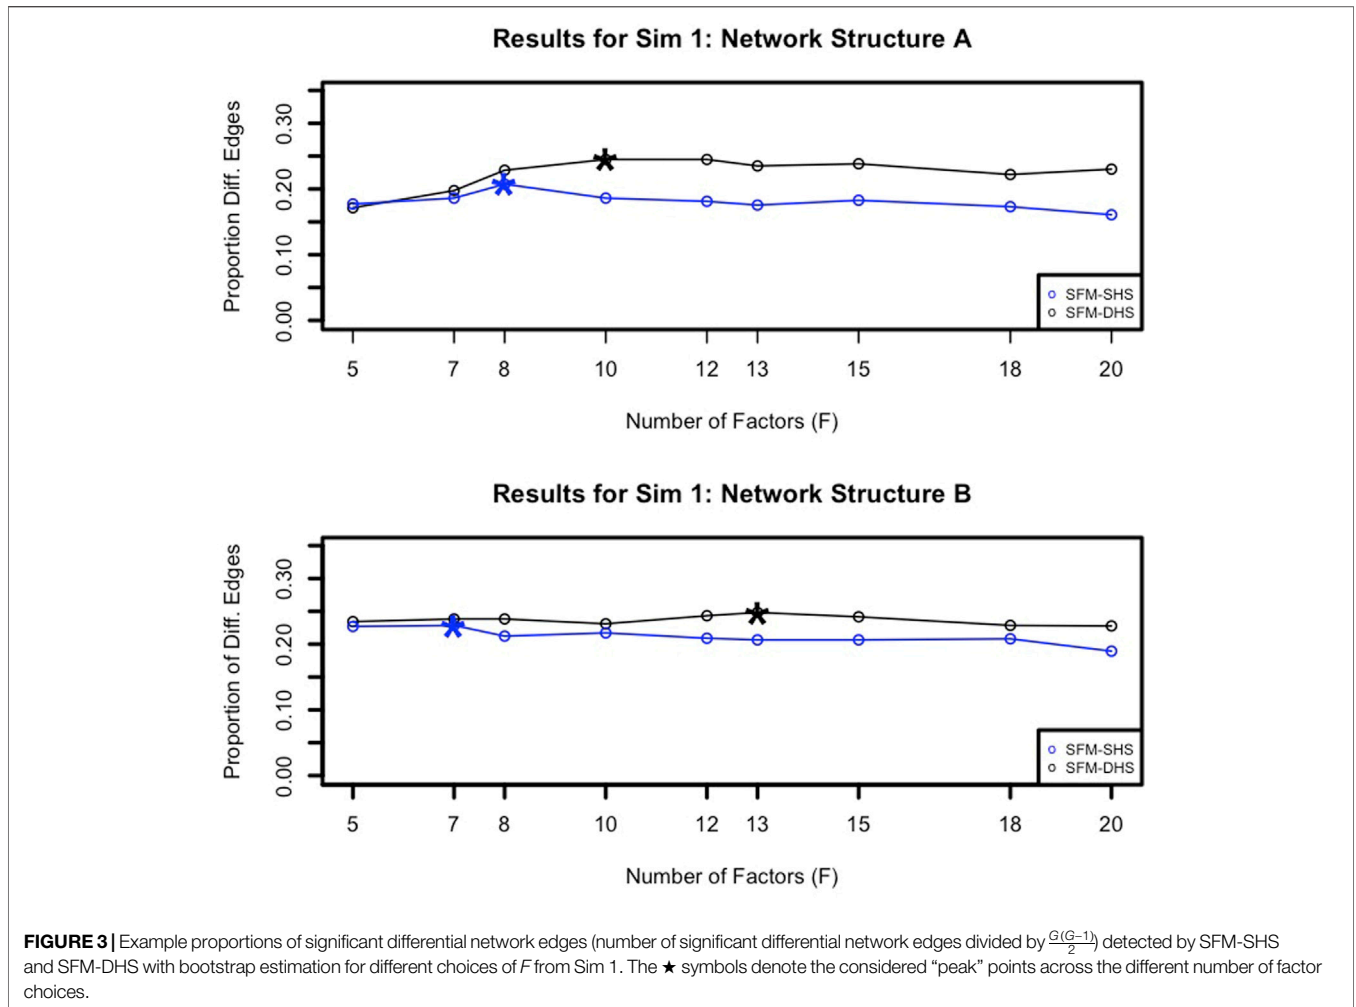 Results for Sim 1: Network Structure A
Proportion Diff. Edges
0.30
0.20
0.10
0.00
SFM-SHS
SFM-DHS
5 7 8 10 12 13 15 18 20
Number of Factors (F)
Results for Sim 1: Network Structure B
Proportion of Diff. Edges
0.30
0.20
0.10
0.00
SFM-SHS
SFM-DHS
5 7 8 10 12 13 15 18 20
Number of Factors (F)
FIGURE 3 | Example proportions of significant differential network edges (number of significant differential network edges divided by G(G−1)/2) detected by SFM-SHS
and SFM-DHS with bootstrap estimation for different choices of F from Sim 1. The ★ symbols denote the considered “peak” points across the different number of factor
choices.